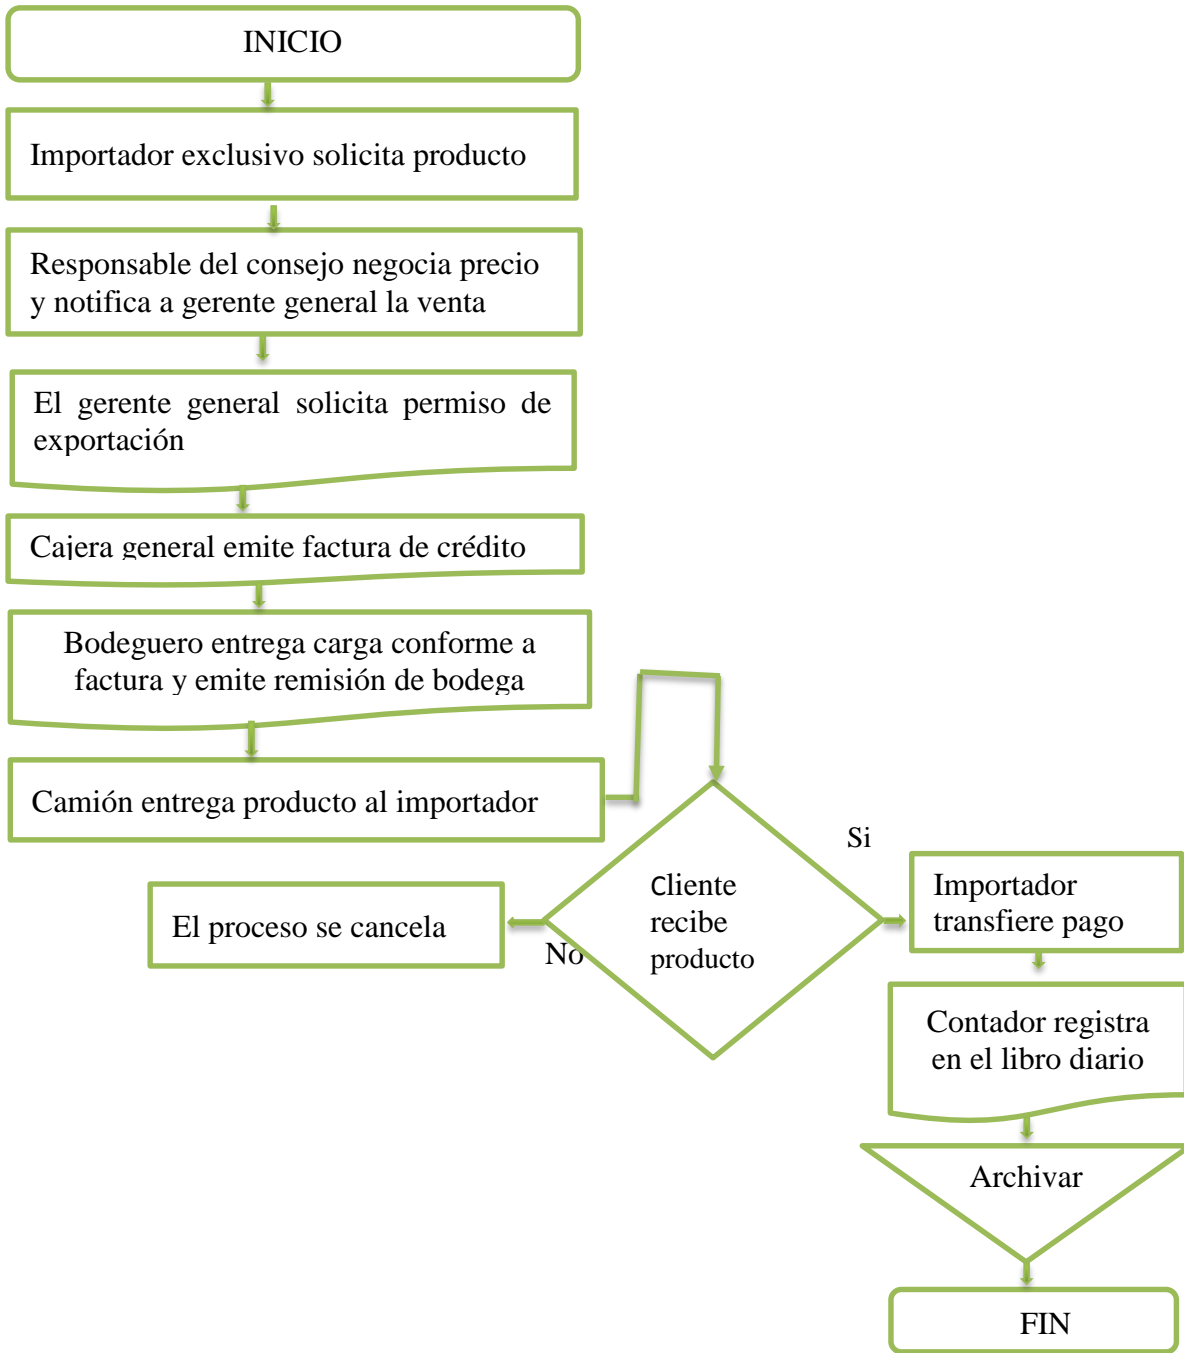 INICIO
Importador exclusivo solicita producto
Responsable del consejo negocia precio
y notifica a gerente general la venta
El gerente general solicita permiso de
exportación
Cajera general emite factura de crédito
Bodeguero entrega carga conforme a
factura y emite remisión de bodega
Camión entrega producto al importador
Cliente
recibe
producto
No
El proceso se cancela
Si
Importador
transfiere pago
Contador registra
en el libro diario
Archivar
FIN